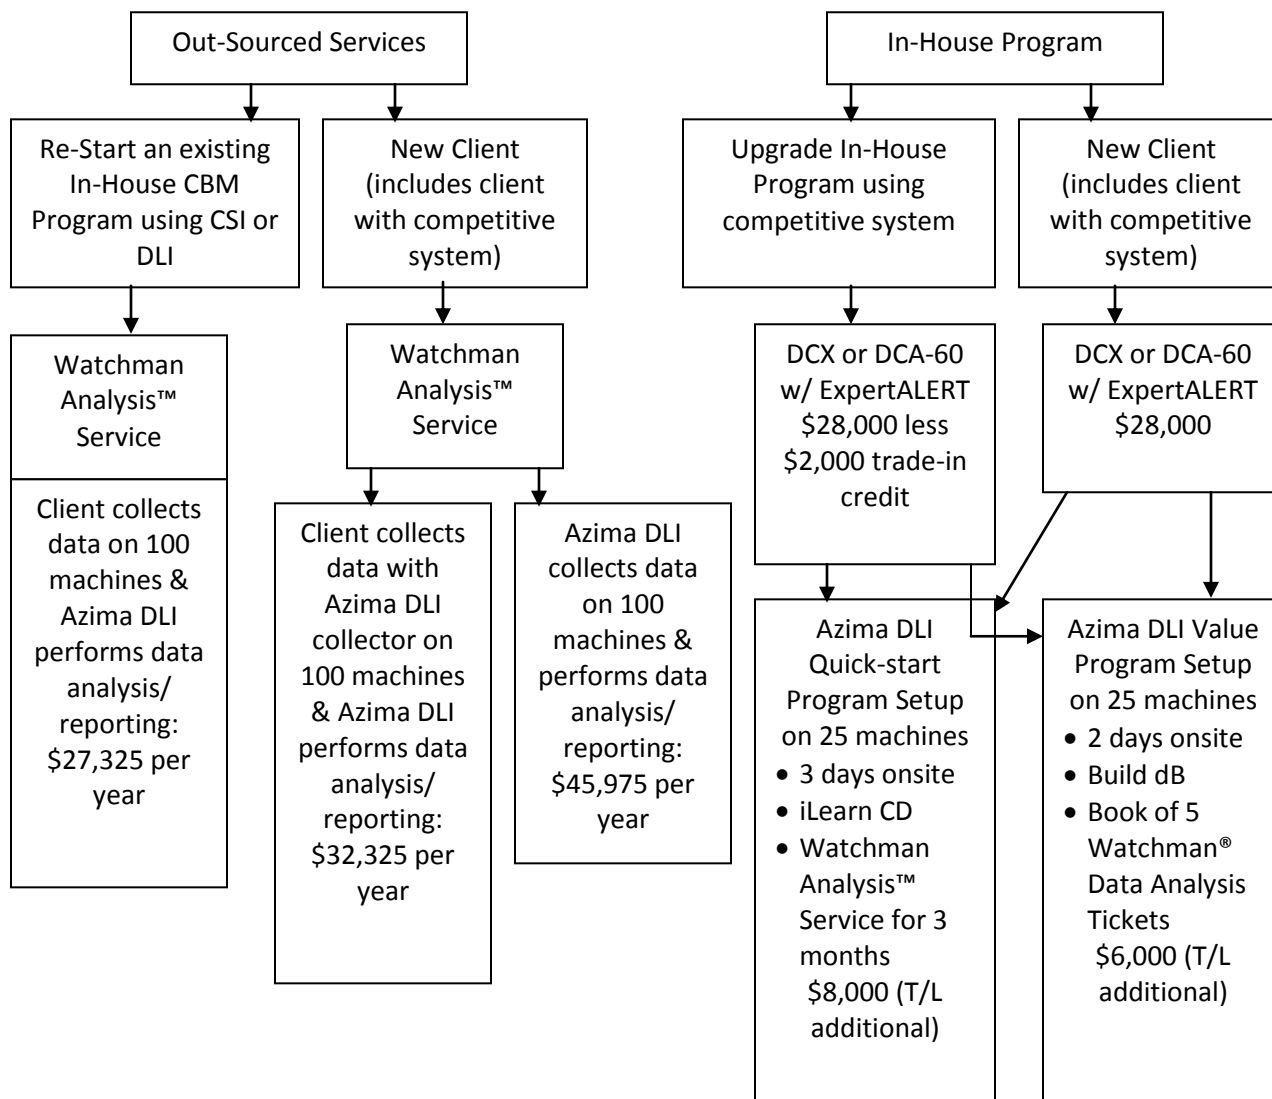 Out-Sourced Services
In-House Program
Re-Start an existing
In-House CBM
Program using CSI or
DLI
New Client
(includes client
with competitive
system)
Upgrade In-House
Program using
competitive system
New Client
(includes client
with competitive
system)
Watchman
Analysis™
Service
Watchman
Analysis™
Service
DCX or DCA-60
w/ ExpertALERT
$28,000 less
$2,000 trade-in
credit
DCX or DCA-60
w/ ExpertALERT
$28,000
Client collects
data on 100
machines &
Azima DLI
performs data
analysis/
reporting:
$27,325 per
year
Client collects
data with
Azima DLI
collector on
100 machines
& Azima DLI
performs data
analysis/
reporting:
$32,325 per
year
Azima DLI
collects data
on 100
machines &
performs data
analysis/
reporting:
$45,975 per
year
Azima DLI
Quick-start
Program Setup
on 25 machines
• 3 days onsite
• iLearn CD
• Watchman
Analysis™
Service for 3
months
$8,000 (T/L
additional)
Azima DLI Value
Program Setup
on 25 machines
• 2 days onsite
• Build dB
• Book of 5
Watchman®
Data Analysis
Tickets
$6,000 (T/L
additional)